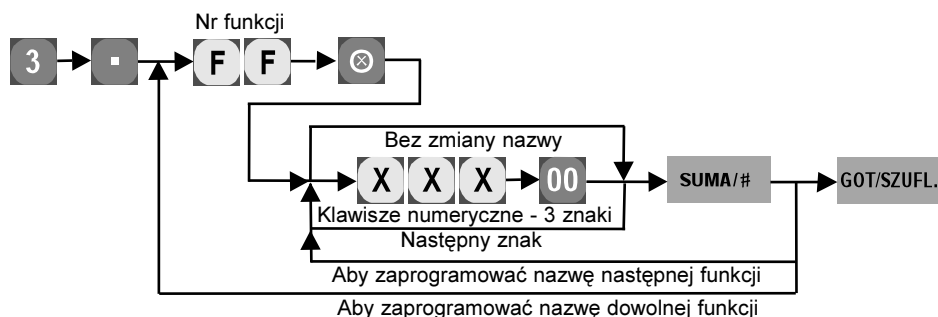 Nr funkcji
3 . F F ⊗
Bez zmiany nazwy
X X X 00 SUMA/# GOT/SZUFL.
Klawisze numeryczne - 3 znaki
Następny znak
Aby zaprogramować nazwę następnej funkcji
Aby zaprogramować nazwę dowolnej funkcji